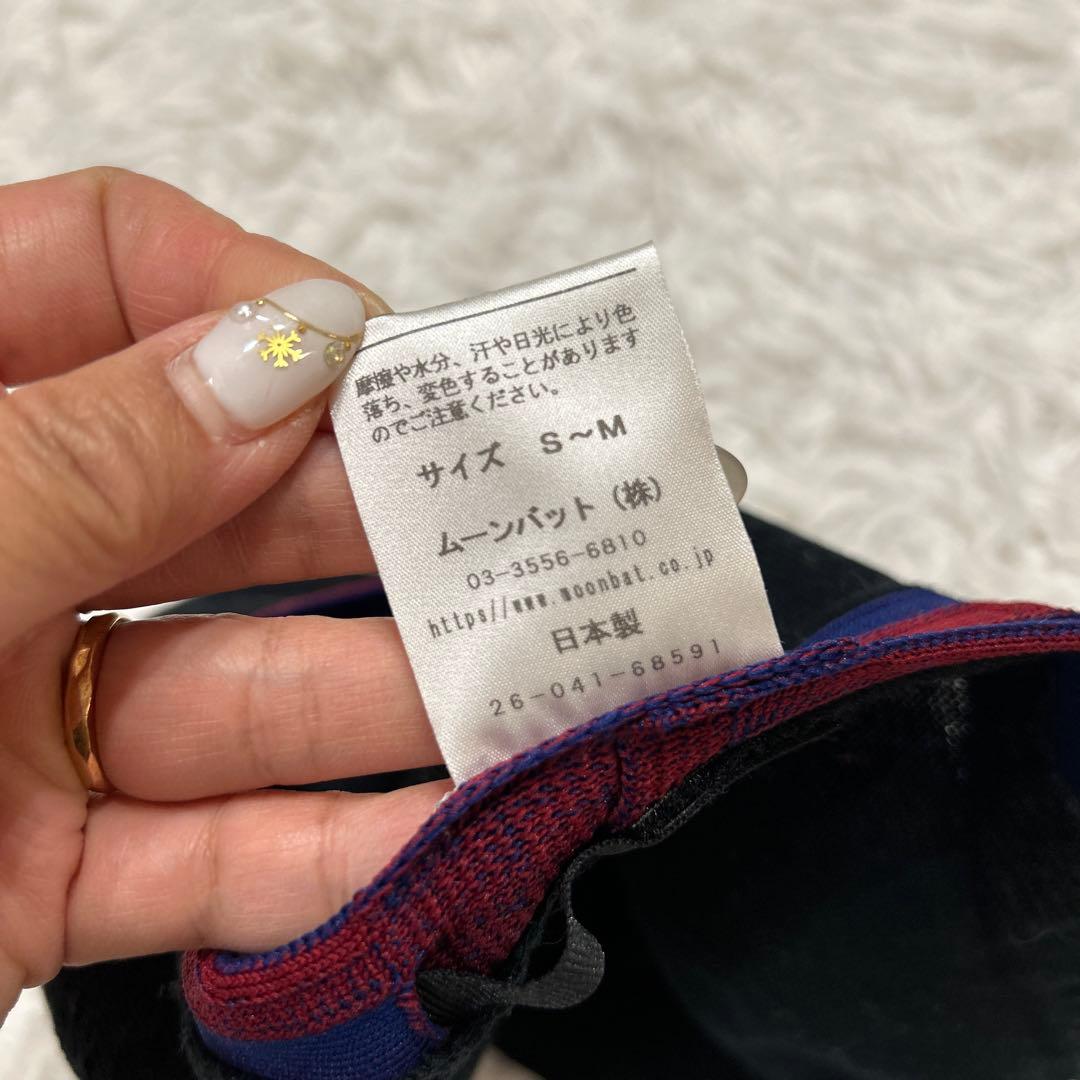 摩擦や水分、汗や日光により色
落ち、変色することがあります
のでご注意ください。
サイズ S～M
ムーンバット（株）
03-3556-6810
https//www.moonbat.co.jp
日本製
26-041-68591